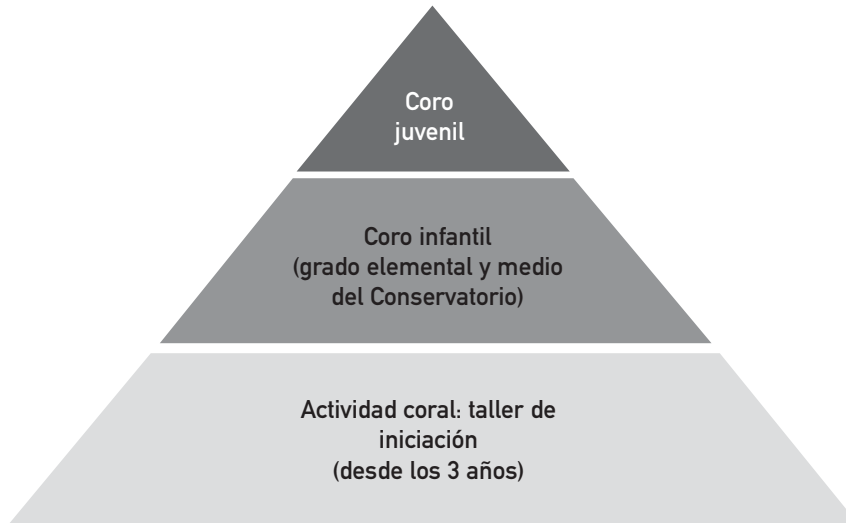 Coro
juvenil
Coro infantil
(grado elemental y medio
del Conservatorio)
Actividad coral: taller de
iniciación
(desde los 3 años)